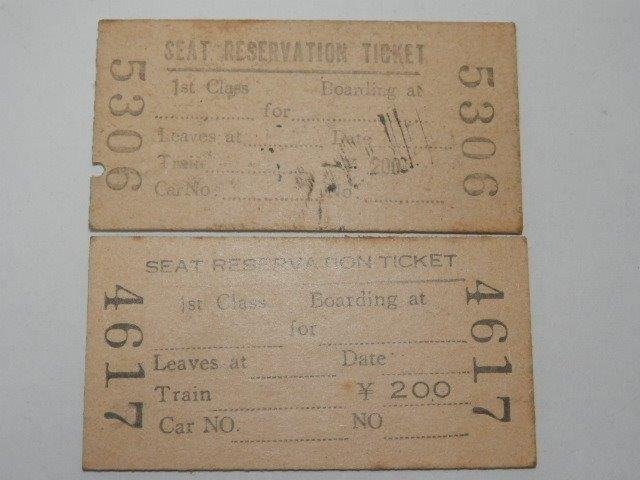 SEAT RESERVATION TICKET
5306
1st Class Boarding at
for
Leaves at Date
Train ¥ 200
Car No. No.
5306
SEAT RESERVATION TICKET
4617
1st Class Boarding at
for
Leaves at Date
Train ¥ 200
Car NO. NO
4617